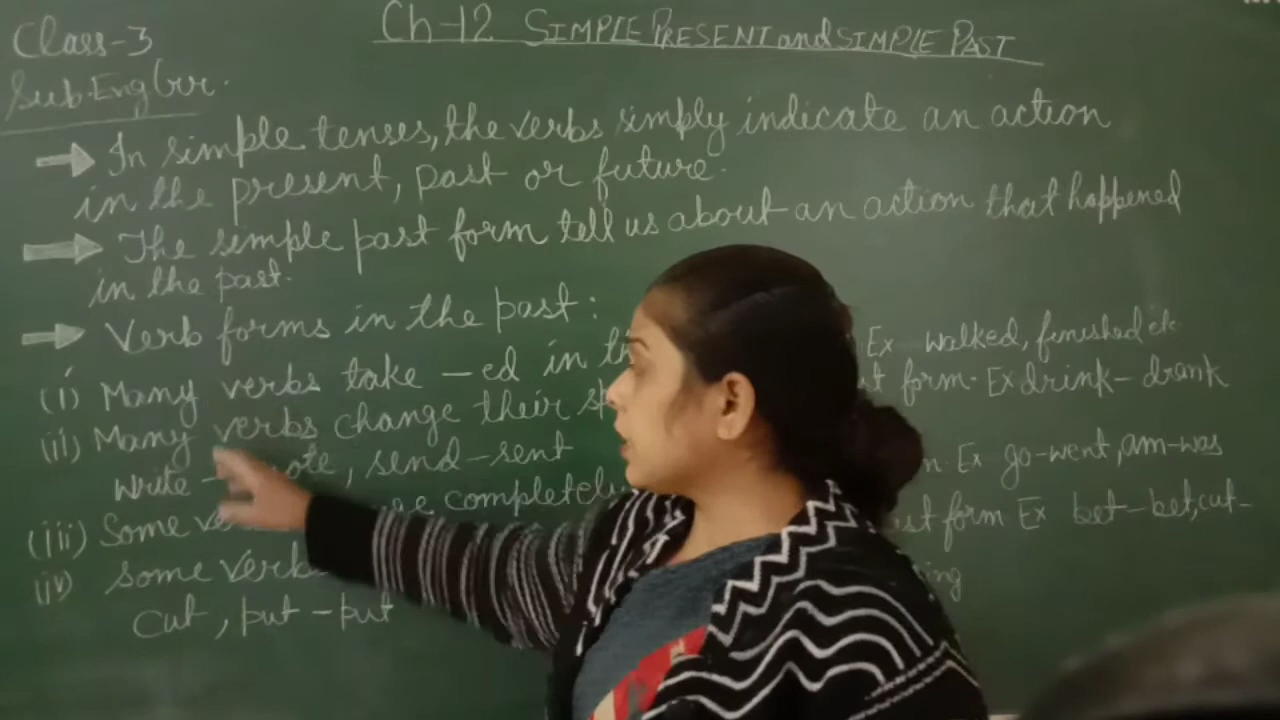 Class-3
Sub-Eng Gr.
Ch-12 SIMPLE PRESENT and SIMPLE PAST
In simple tenses, the verbs simply indicate an action
in the present, past or future.
The simple past form tell us about an action that happened
in the past.
Verb forms in the past:
(i) Many verbs take -ed in Ex walked, finished etc
(ii) Many verbs change their form. Ex drink- drank
write - send-sent
(iii) Some completely Ex go-went, am-was
(iv) some form Ex bet-bet, cut-
cut, put-put